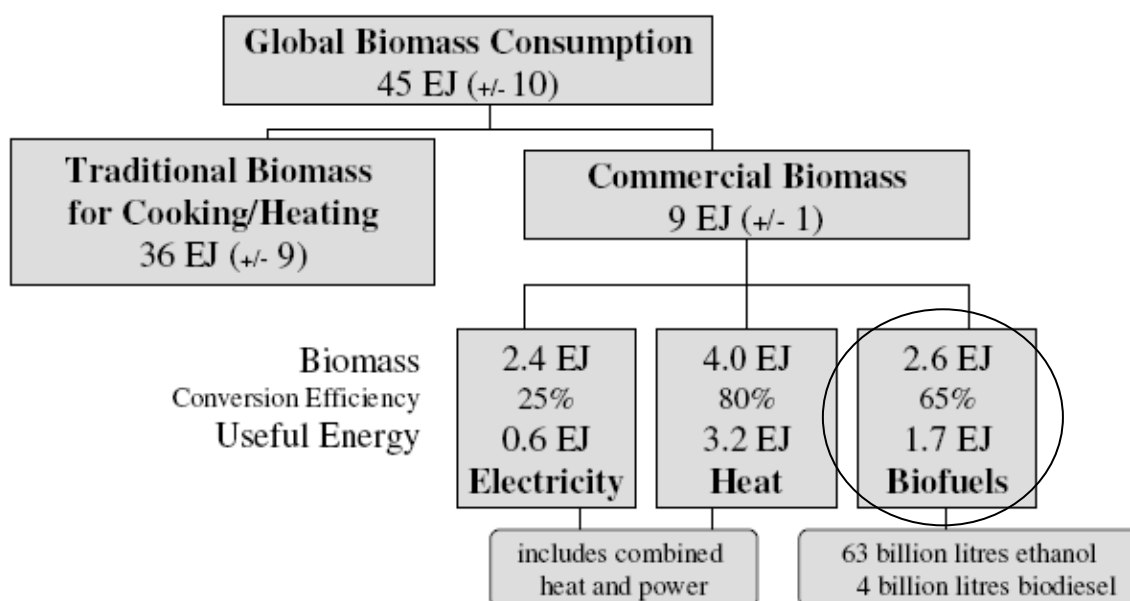 Global Biomass Consumption
45 EJ (+/- 10)
Traditional Biomass
for Cooking/Heating
36 EJ (+/- 9)
Commercial Biomass
9 EJ (+/- 1)
Biomass 2.4 EJ 4.0 EJ 2.6 EJ
Conversion Efficiency 25% 80% 65%
Useful Energy 0.6 EJ 3.2 EJ 1.7 EJ
Electricity Heat Biofuels
includes combined
heat and power
63 billion litres ethanol
4 billion litres biodiesel